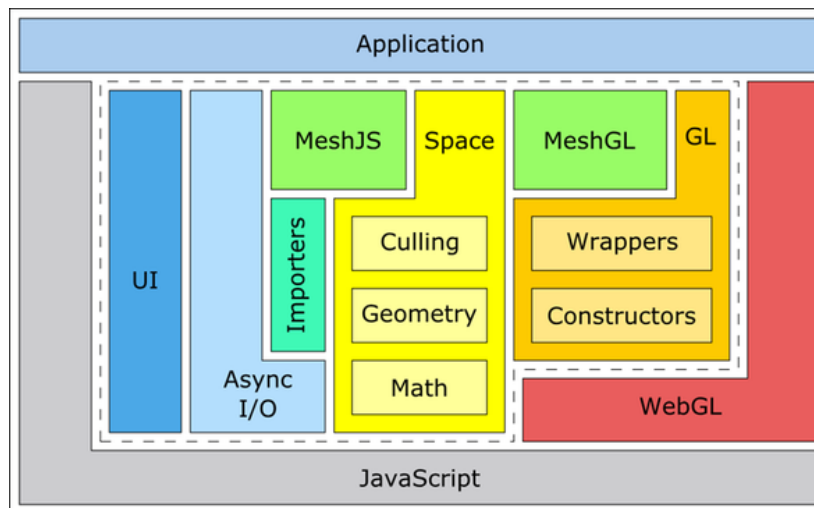 Application
MeshJS
Space
MeshGL
GL
UI
Importers
Culling
Wrappers
Geometry
Constructors
Async
I/O
Math
WebGL
JavaScript